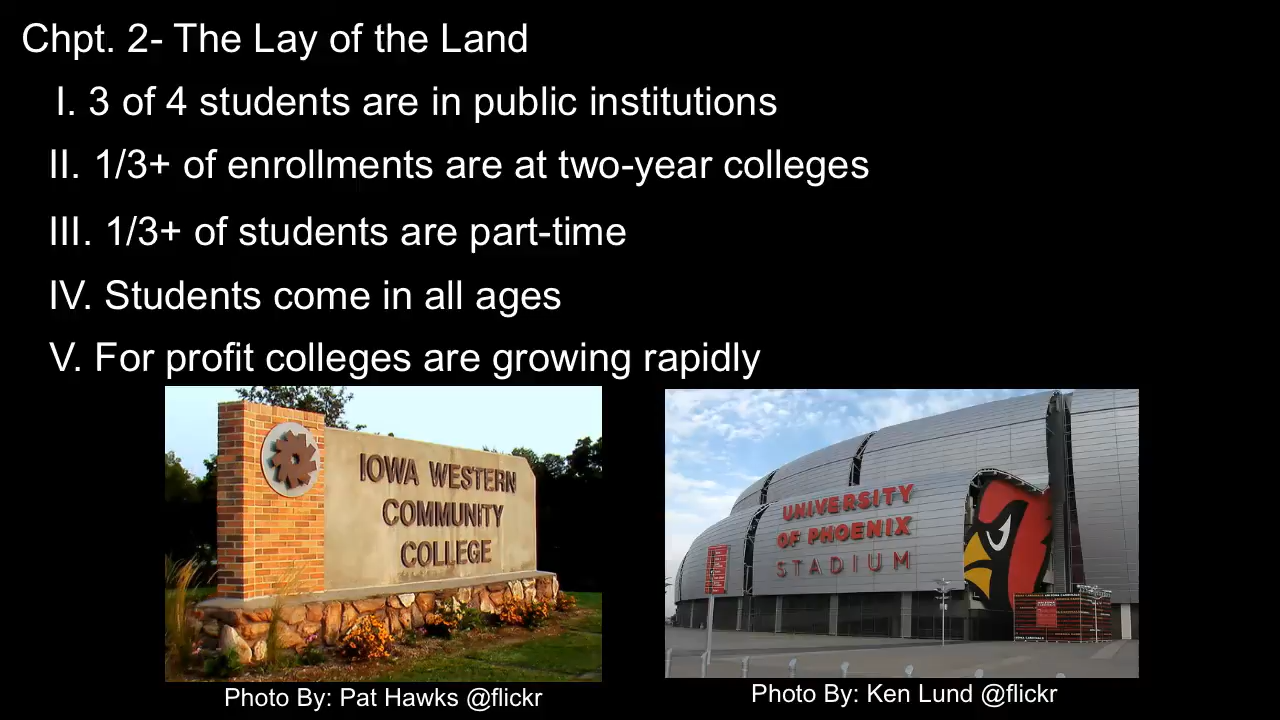 Chpt. 2- The Lay of the Land
I. 3 of 4 students are in public institutions
II. 1/3+ of enrollments are at two-year colleges
III. 1/3+ of students are part-time
IV. Students come in all ages
V. For profit colleges are growing rapidly
IOWA WESTERN
COMMUNITY
COLLEGE
UNIVERSITY
OF PHOENIX
STADIUM
Photo By: Pat Hawks @flickr
Photo By: Ken Lund @flickr